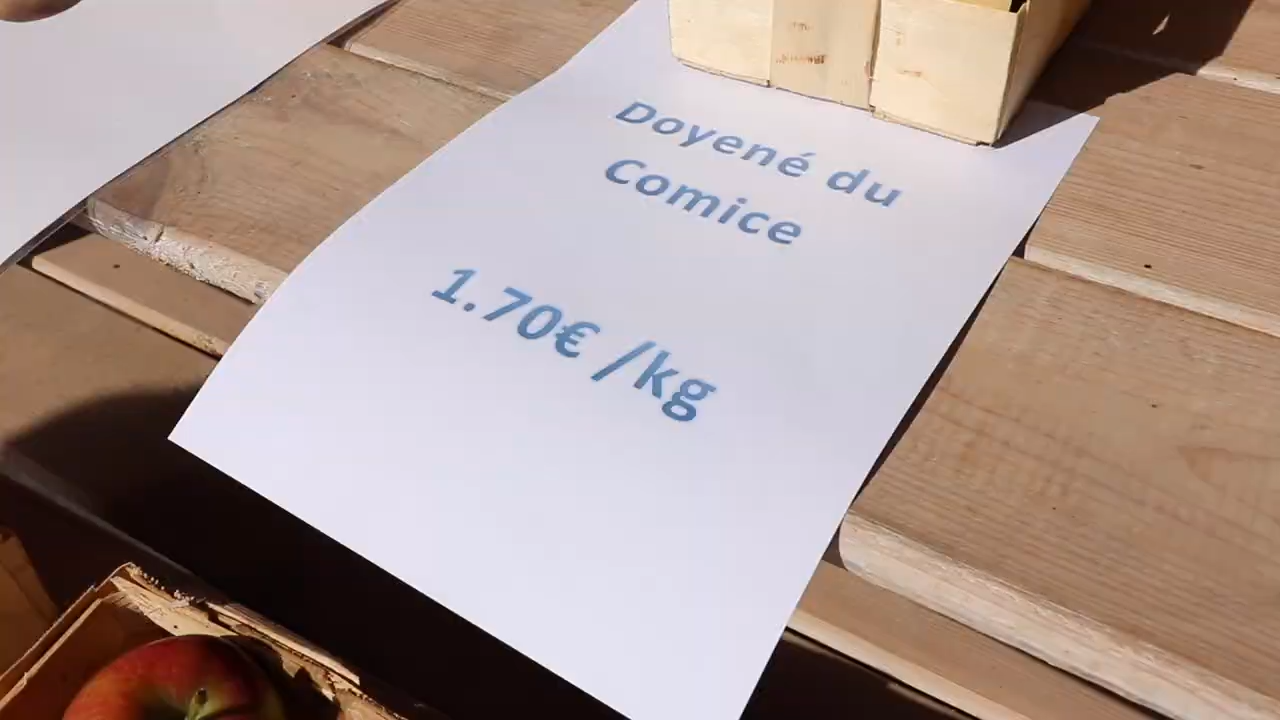 Doyené du
Comice
1.70€ /kg